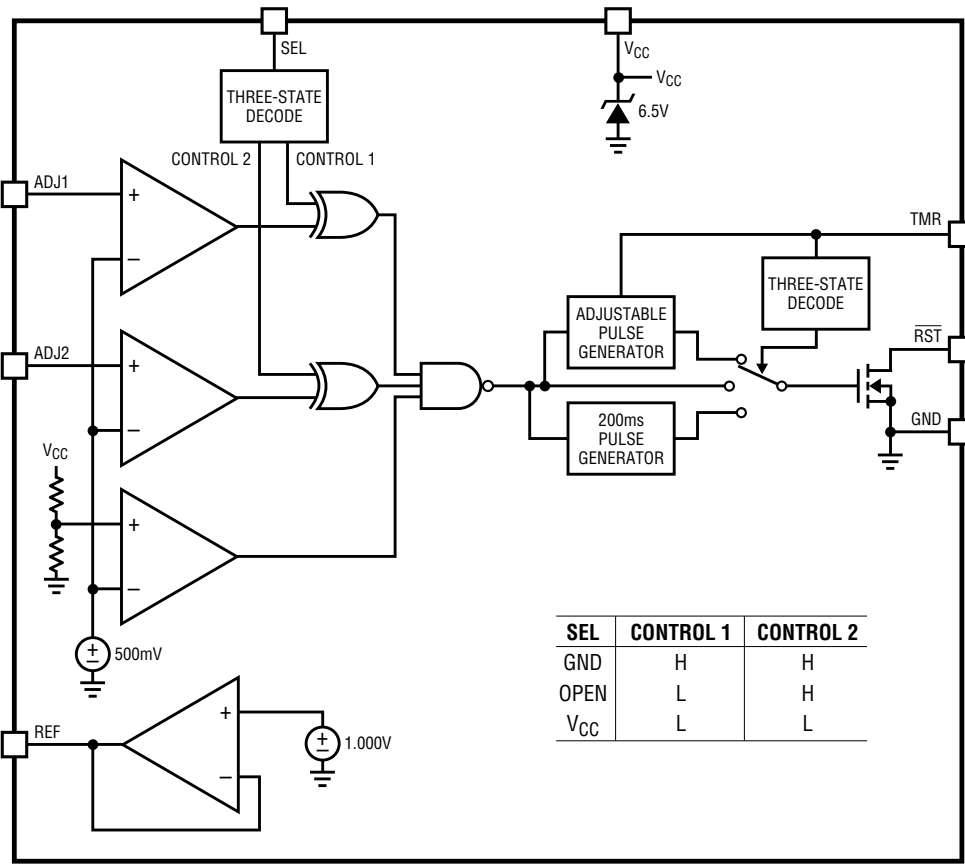 SEL
VCC
VCC
6.5V
THREE-STATE
DECODE
CONTROL 2
CONTROL 1
ADJ1
+
–
TMR
THREE-STATE
DECODE
ADJUSTABLE
PULSE
GENERATOR
RST
ADJ2
+
–
200ms
PULSE
GENERATOR
GND
VCC
+
–
+
–
500mV
SEL CONTROL 1 CONTROL 2
GND H H
OPEN L H
VCC L L
REF
+
–
+
–
1.000V